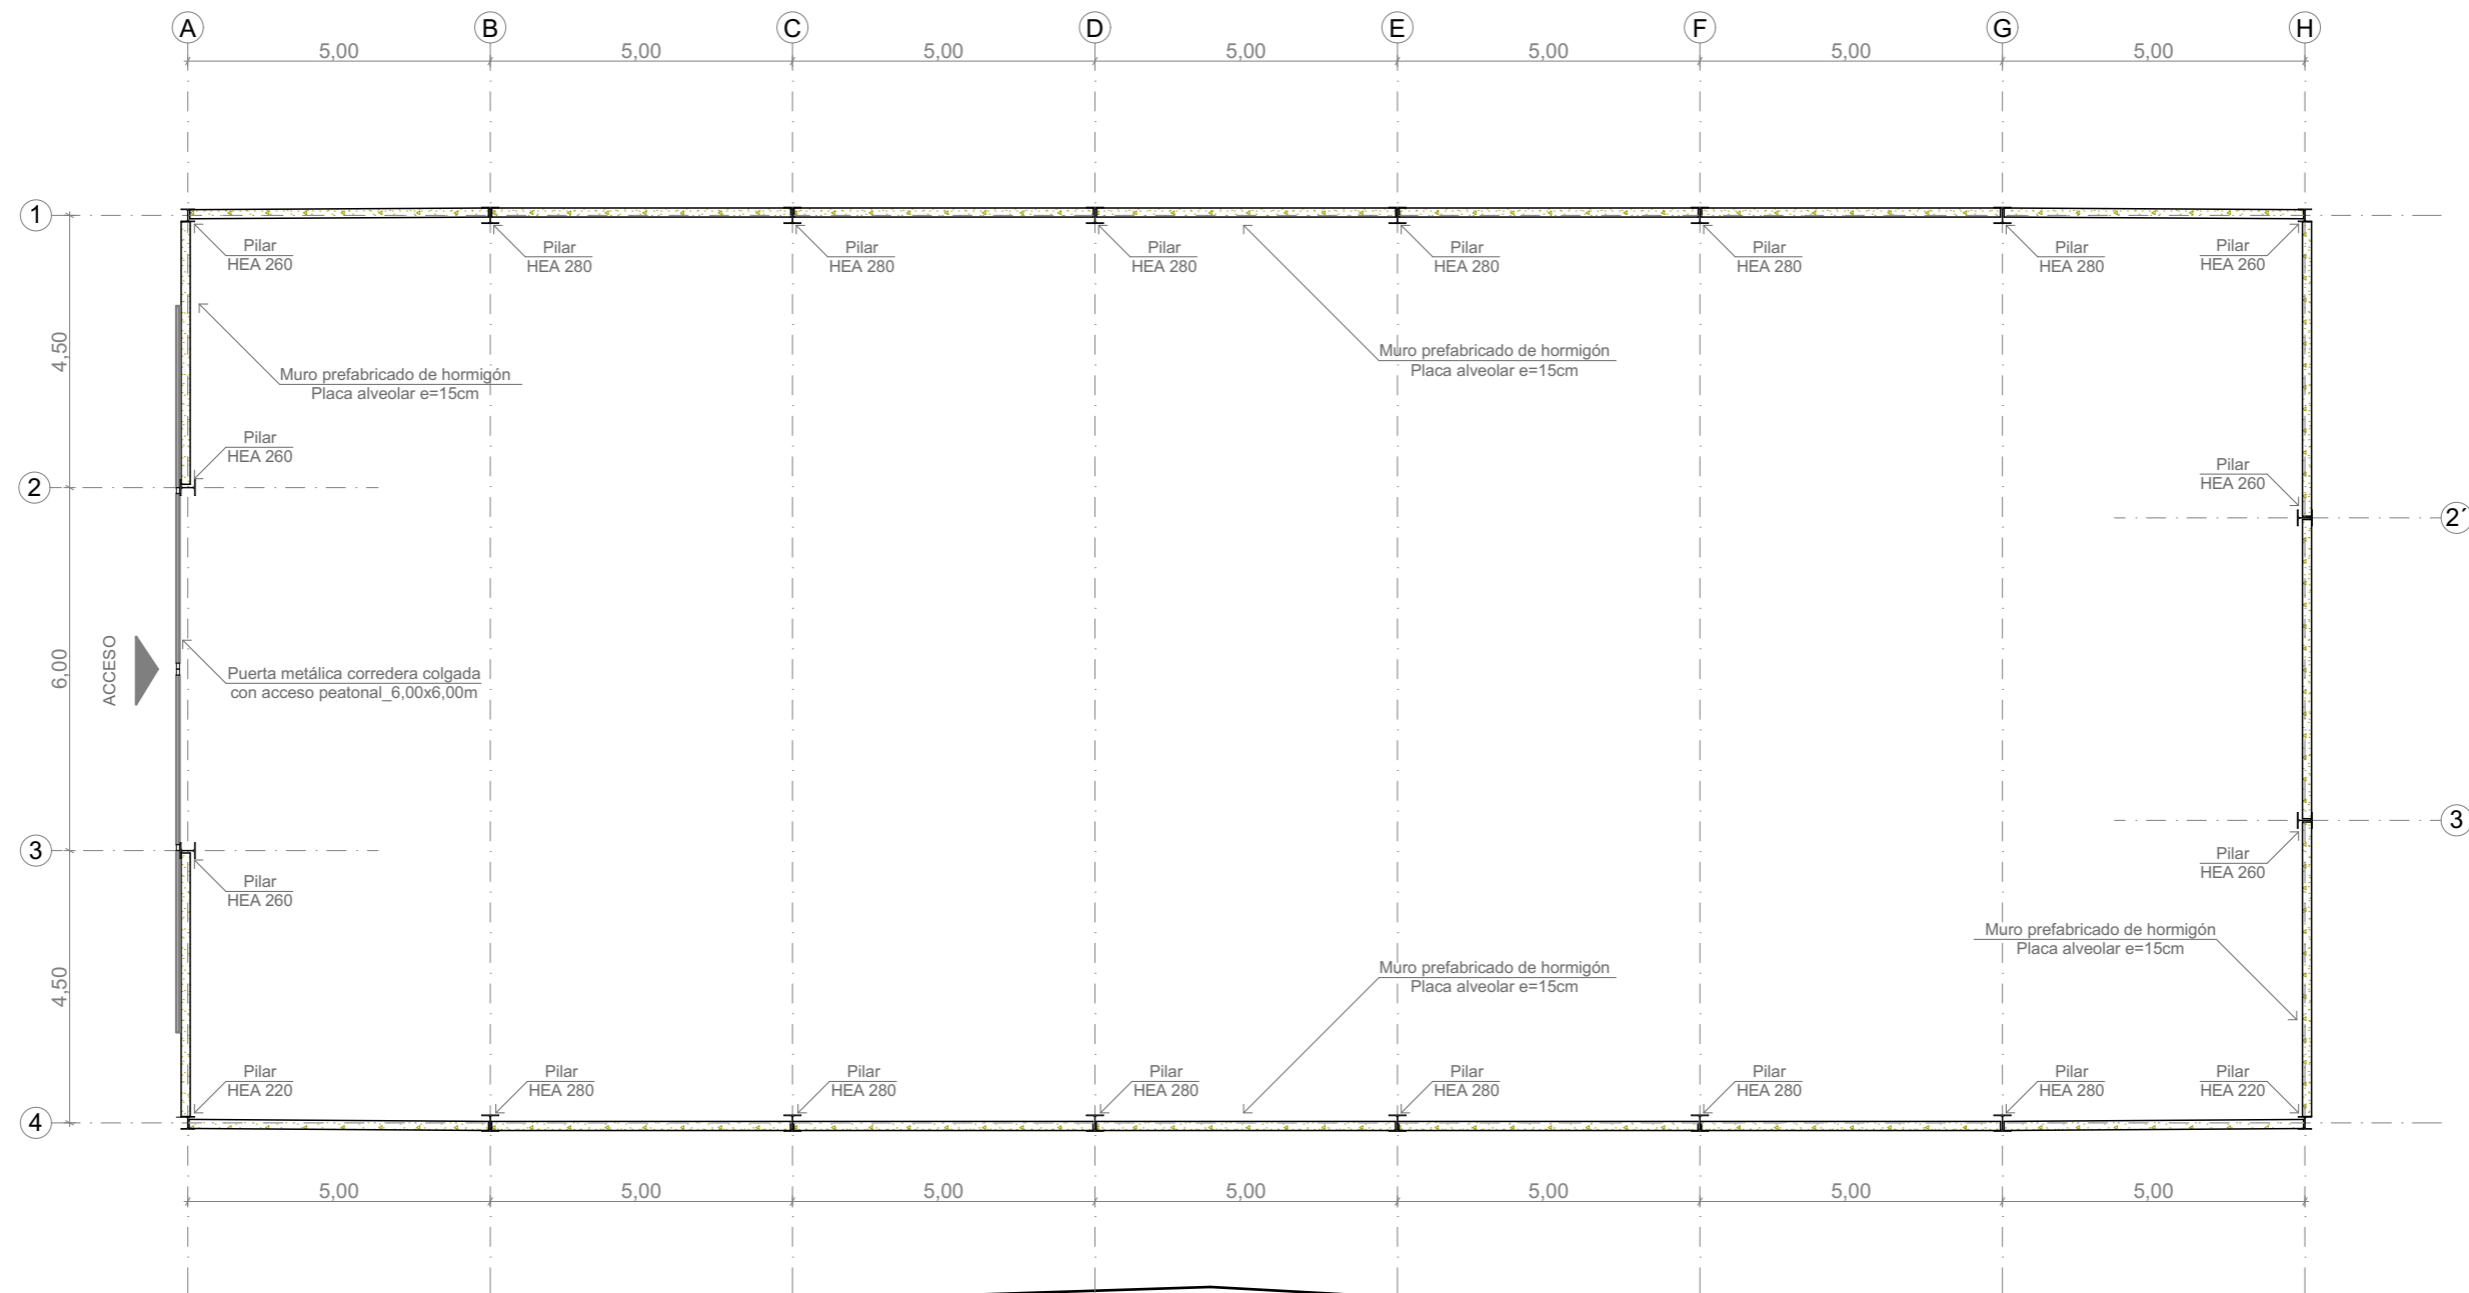 A B C D E F G H
5,00 5,00 5,00 5,00 5,00 5,00 5,00
1
Pilar
HEA 260
Pilar
HEA 280
Pilar
HEA 280
Pilar
HEA 280
Pilar
HEA 280
Pilar
HEA 280
Pilar
HEA 280
Pilar
HEA 260
4,50
Muro prefabricado de hormigón
Placa alveolar e=15cm
Muro prefabricado de hormigón
Placa alveolar e=15cm
Pilar
HEA 260
Pilar
HEA 260
2
2´
ACCESO
6,00
Puerta metálica corredera colgada
con acceso peatonal_6,00x6,00m
3
3
Pilar
HEA 260
Pilar
HEA 260
4,50
Muro prefabricado de hormigón
Placa alveolar e=15cm
Muro prefabricado de hormigón
Placa alveolar e=15cm
Pilar
HEA 220
Pilar
HEA 280
Pilar
HEA 280
Pilar
HEA 280
Pilar
HEA 280
Pilar
HEA 280
Pilar
HEA 280
Pilar
HEA 220
4
5,00 5,00 5,00 5,00 5,00 5,00 5,00